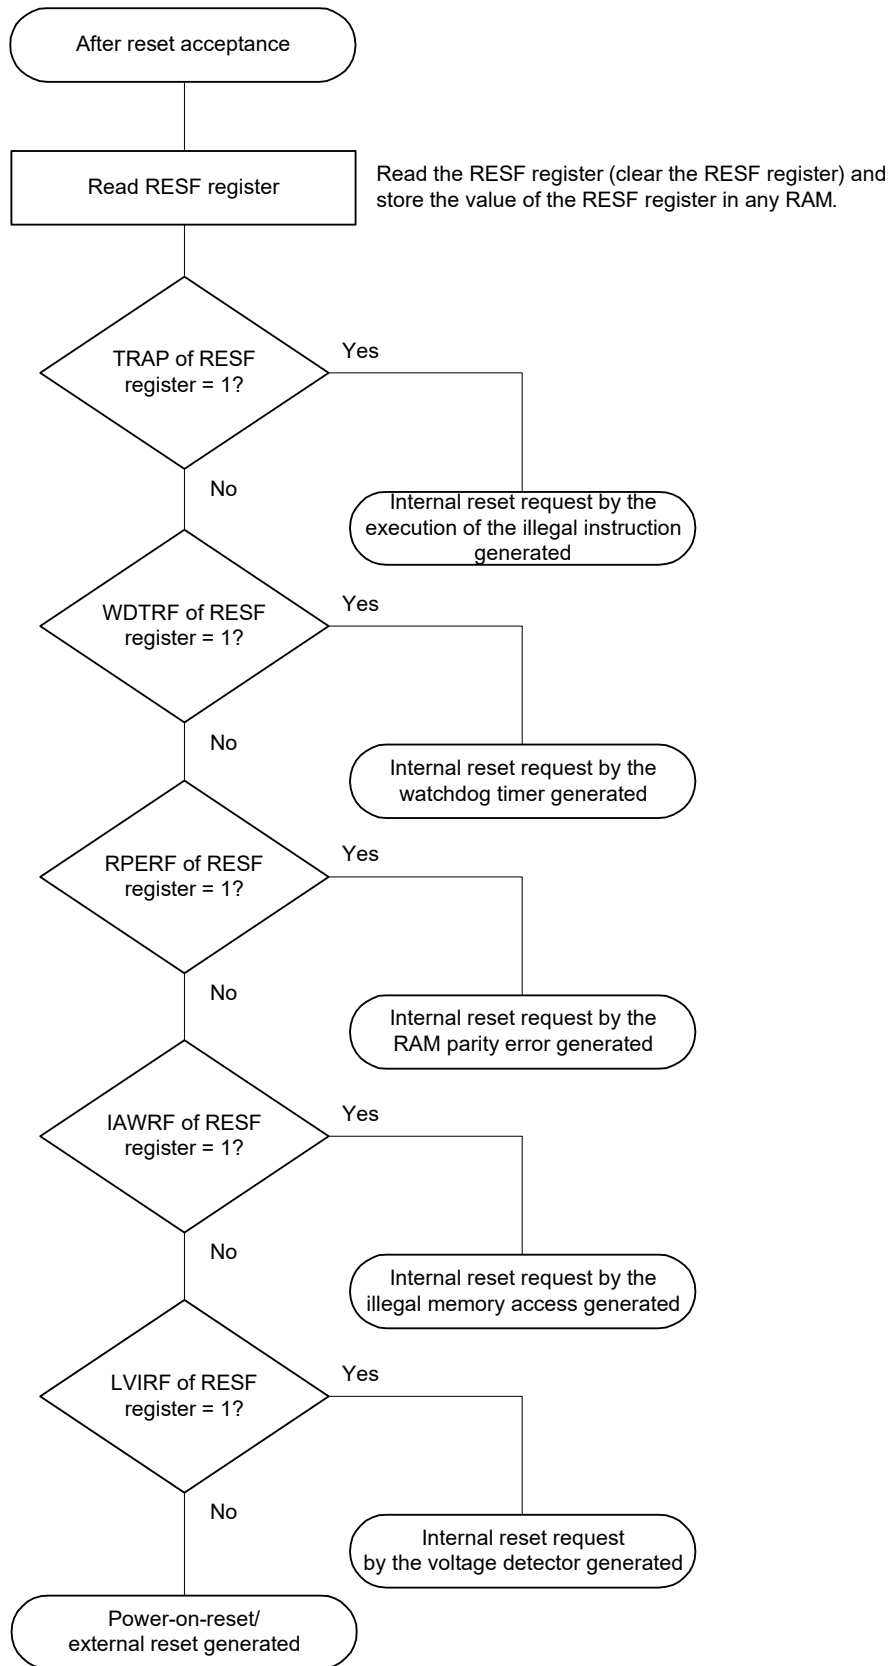 After reset acceptance
Read RESF register
Read the RESF register (clear the RESF register) and
store the value of the RESF register in any RAM.
TRAP of RESF
register = 1?
Yes
No
Internal reset request by the
execution of the illegal instruction
generated
WDTRF of RESF
register = 1?
Yes
No
Internal reset request by the
watchdog timer generated
RPERF of RESF
register = 1?
Yes
No
Internal reset request by the
RAM parity error generated
IAWRF of RESF
register = 1?
Yes
No
Internal reset request by the
illegal memory access generated
LVIRF of RESF
register = 1?
Yes
No
Internal reset request
by the voltage detector generated
Power-on-reset/
external reset generated